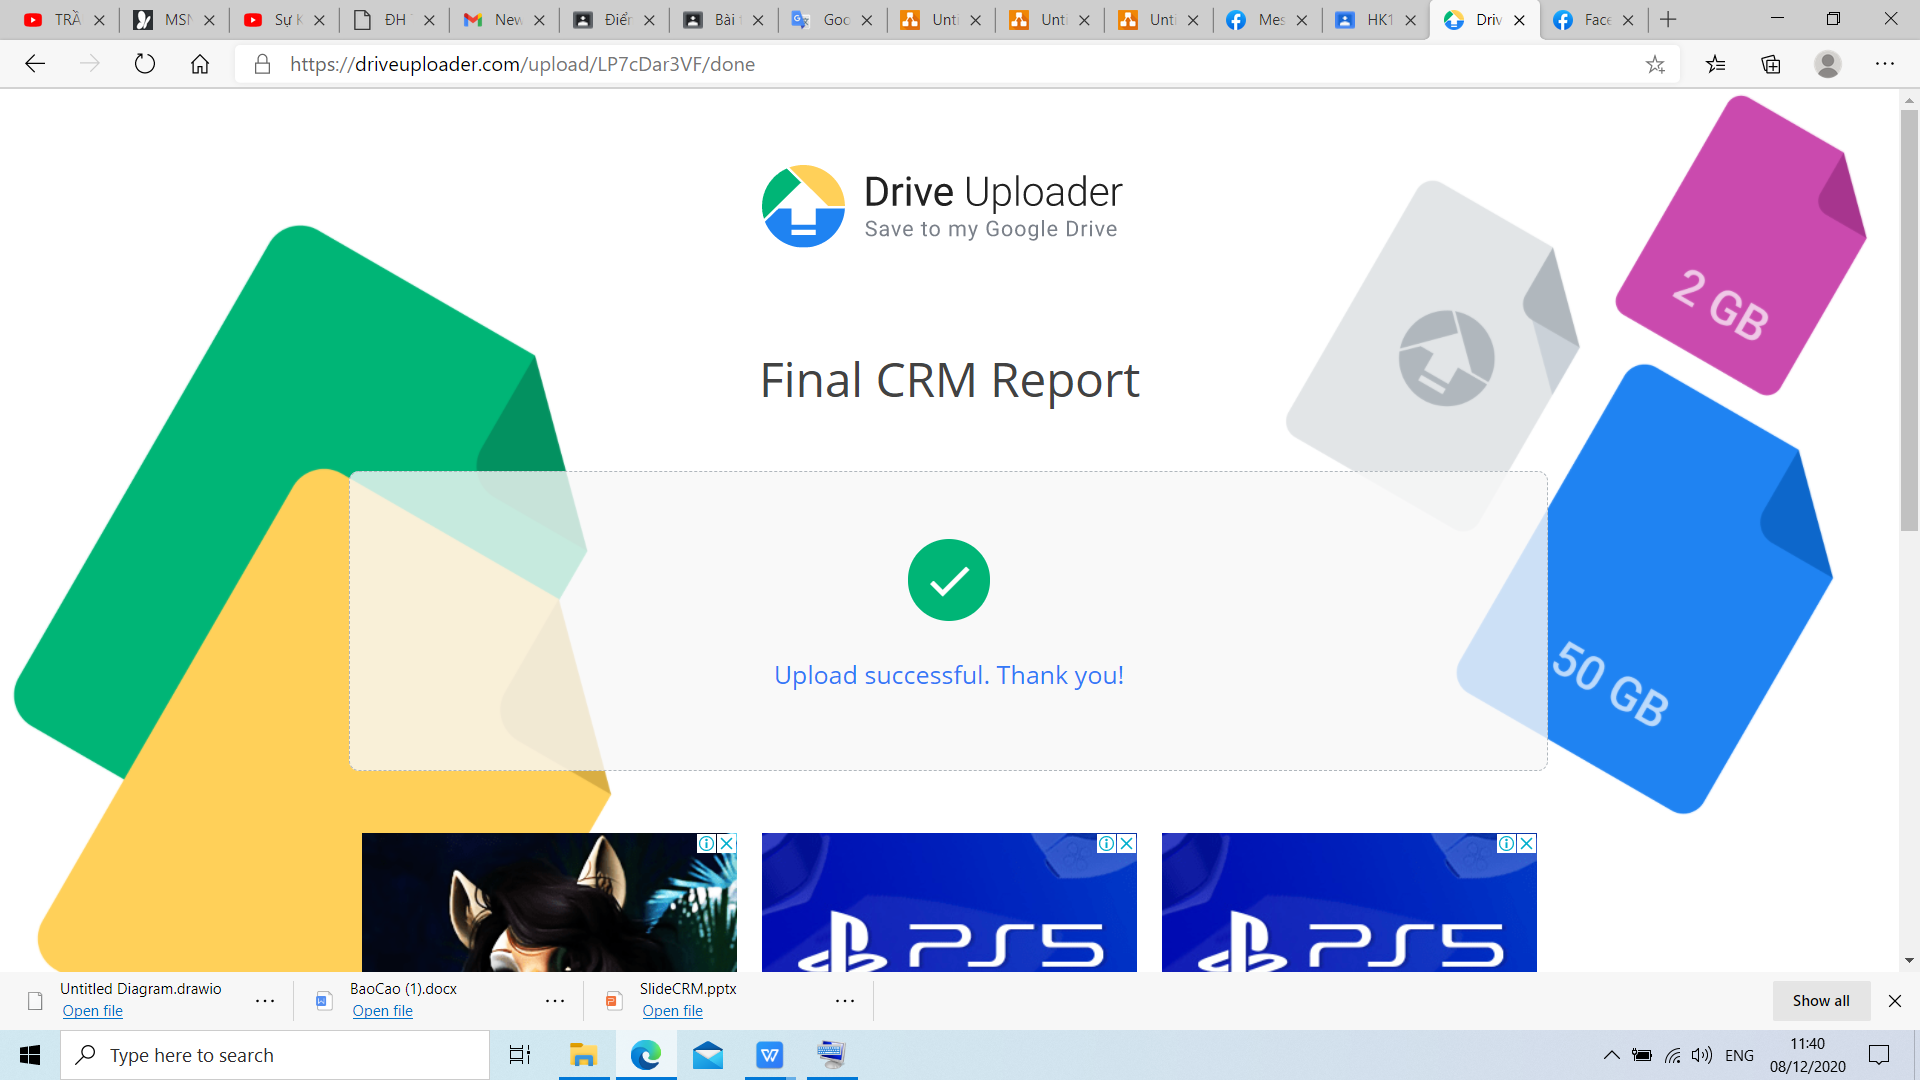 TRẦ
MSN
Sự K
ĐH T
New
Điển
Bài t
Goo
Unti
Unti
Unti
Mes
HK1
Driv
Face
https://driveuploader.com/upload/LP7cDar3VF/done
Drive Uploader
Save to my Google Drive
2 GB
Final CRM Report
50 GB
Upload successful. Thank you!
PS5
PS5
Untitled Diagram.drawio
Open file
BaoCao (1).docx
Open file
SlideCRM.pptx
Open file
Show all
Type here to search
ENG
11:40
08/12/2020